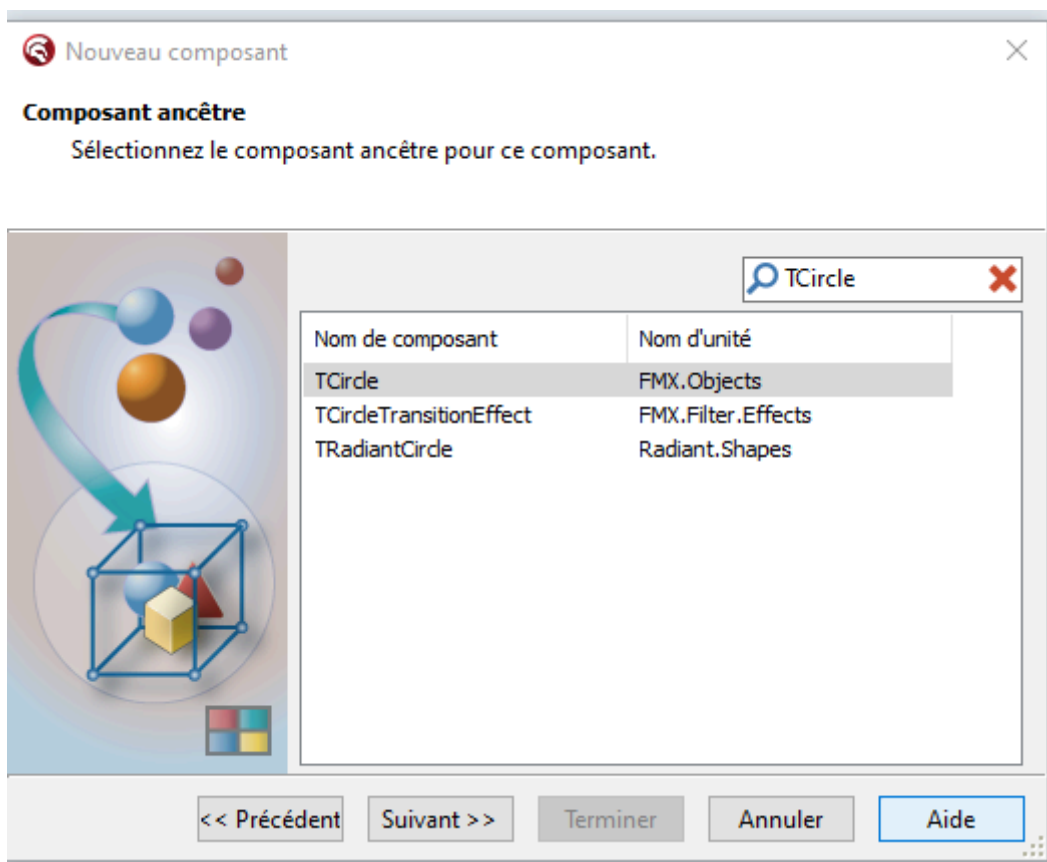 Nouveau composant
Composant ancêtre
Sélectionnez le composant ancêtre pour ce composant.
TCircle
Nom de composant Nom d'unité
TCircle FMX.Objects
TCircleTransitionEffect FMX.Filter.Effects
TRadiantCircle Radiant.Shapes
<< Précédent Suivant >> Terminer Annuler Aide